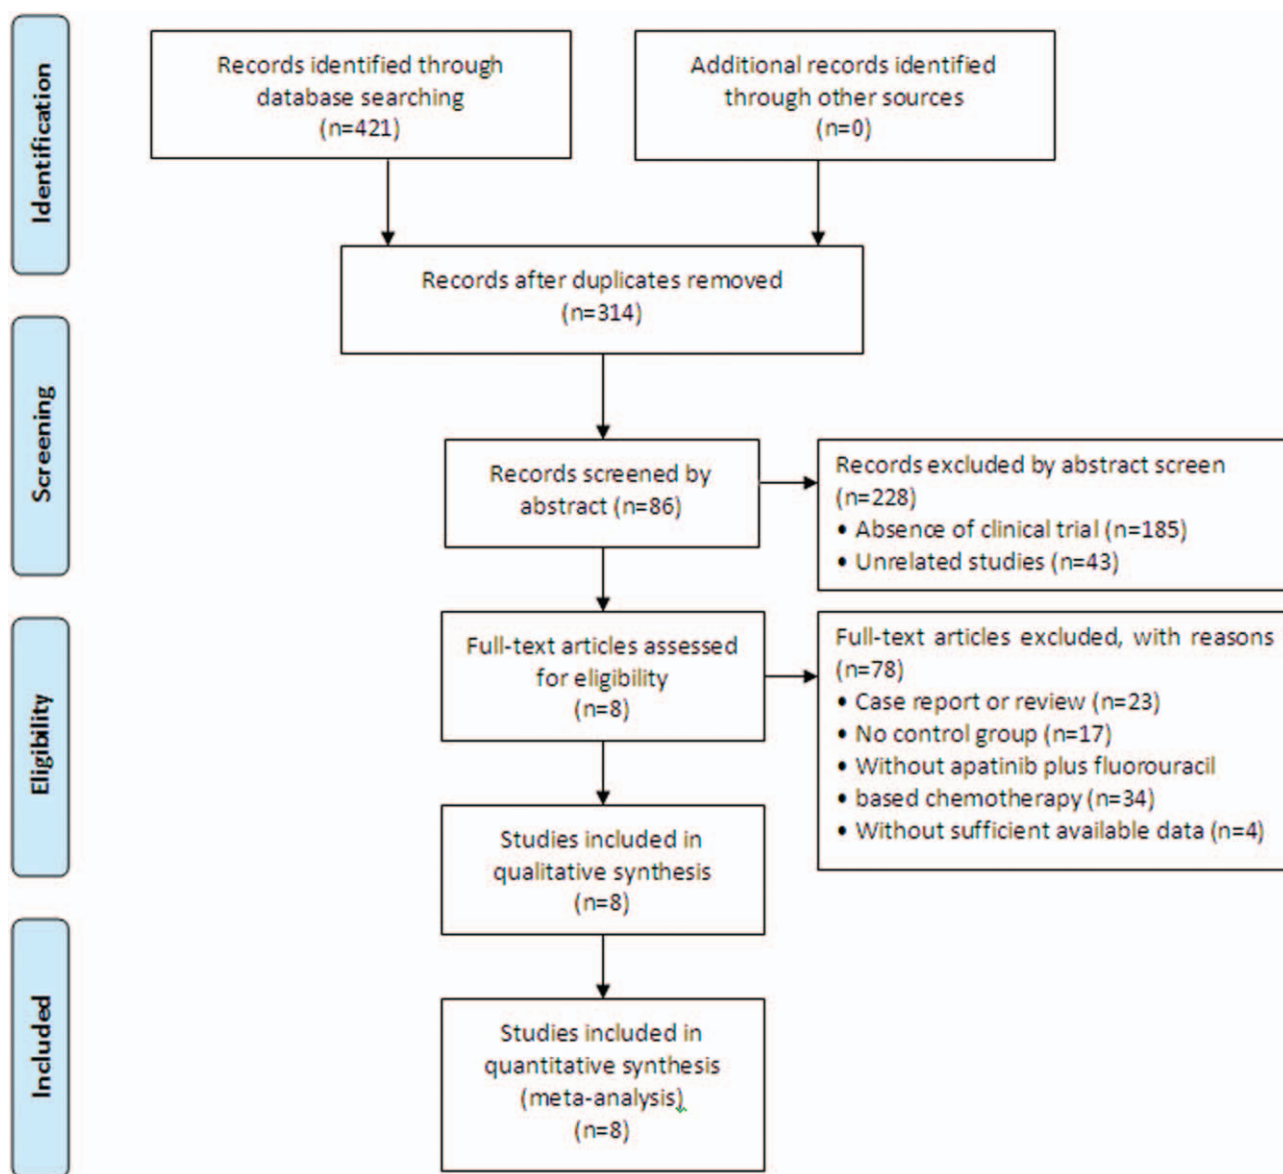 Identification
Records identified through
database searching
(n=421)
Additional records identified
through other sources
(n=0)
Records after duplicates removed
(n=314)
Screening
Records screened by
abstract (n=86)
Records excluded by abstract screen
(n=228)
• Absence of clinical trial (n=185)
• Unrelated studies (n=43)
Eligibility
Full-text articles assessed
for eligibility
(n=8)
Full-text articles excluded, with reasons
(n=78)
• Case report or review (n=23)
• No control group (n=17)
• Without apatinib plus fluorouracil
• based chemotherapy (n=34)
• Without sufficient available data (n=4)
Studies included in
qualitative synthesis
(n=8)
Included
Studies included in
quantitative synthesis
(meta-analysis)
(n=8)